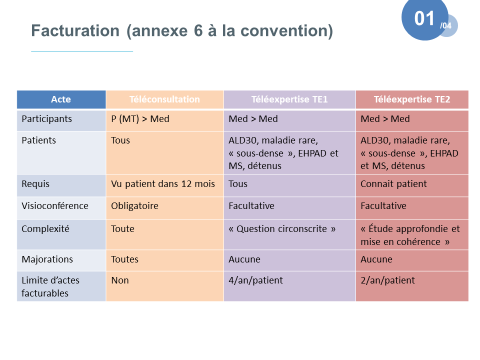 Facturation (annexe 6 à la convention)
01
/04
Acte Téléconsultation Téléexpertise TE1 Téléexpertise TE2
Participants P (MT) > Med Med > Med Med > Med
Patients Tous ALD30, maladie rare, ALD30, maladie rare,
« sous-dense », EHPAD et « sous-dense », EHPAD
MS, détenus et MS, détenus
Requis Vu patient dans 12 mois Tous Connait patient
Visioconférence Obligatoire Facultative Facultative
Complexité Toute « Question circonscrite » « Étude approfondie et
mise en cohérence »
Majorations Toutes Aucune Aucune
Limite d’actes Non 4/an/patient 2/an/patient
facturables